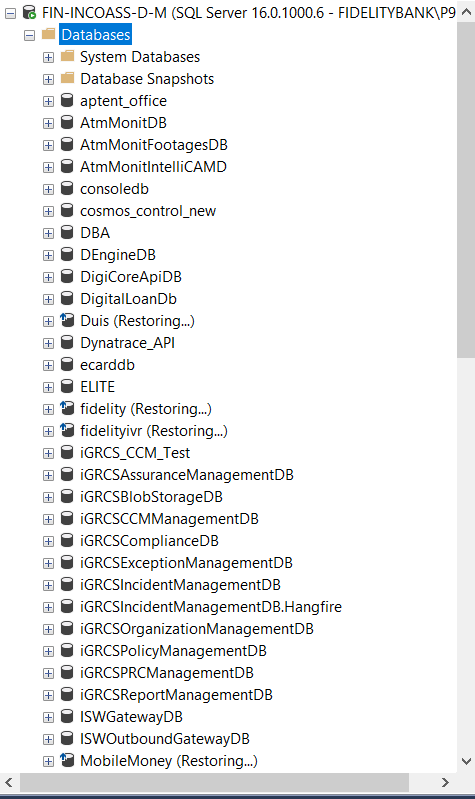 FIN-INCOASS-D-M (SQL Server 16.0.1000.6 - FIDELITYBANK\P9
Databases
System Databases
Database Snapshots
aptent_office
AtmMonitDB
AtmMonitFootagesDB
AtmMonitIntelliCAMD
consoledb
cosmos_control_new
DBA
DEngineDB
DigiCoreApiDB
DigitalLoanDb
Duis (Restoring...)
Dynatrace_API
ecarddb
ELITE
fidelity (Restoring...)
fidelityivr (Restoring...)
iGRCS_CCM_Test
iGRCSAssuranceManagementDB
iGRCSBlobStorageDB
iGRCSCCMManagementDB
iGRCSComplianceDB
iGRCSExceptionManagementDB
iGRCSIncidentManagementDB
iGRCSIncidentManagementDB.Hangfire
iGRCSOrganizationManagementDB
iGRCSPolicyManagementDB
iGRCSPRCManagementDB
iGRCSReportManagementDB
ISWGatewayDB
ISWOutboundGatewayDB
MobileMoney (Restoring...)